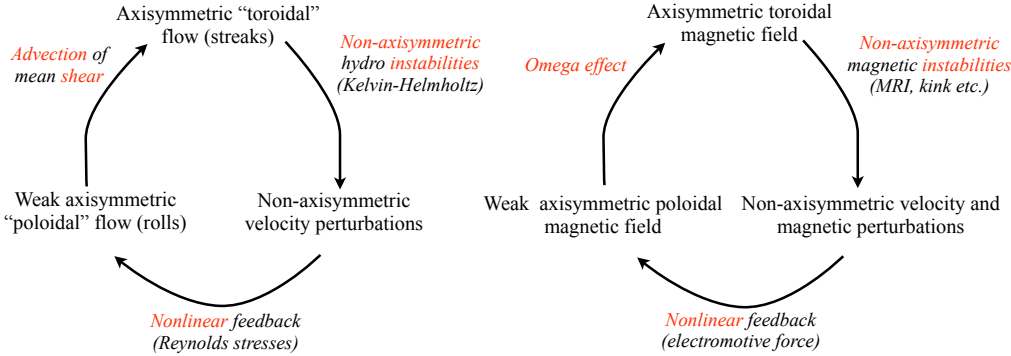 Axisymmetric “toroidal”
flow (streaks)
Advection of
mean shear
Non-axisymmetric
hydro instabilities
(Kelvin-Helmholtz)
Weak axisymmetric
“poloidal” flow (rolls)
Non-axisymmetric
velocity perturbations
Nonlinear feedback
(Reynolds stresses)
Axisymmetric toroidal
magnetic field
Omega effect
Non-axisymmetric
magnetic instabilities
(MRI, kink etc.)
Weak axisymmetric poloidal
magnetic field
Non-axisymmetric velocity and
magnetic perturbations
Nonlinear feedback
(electromotive force)